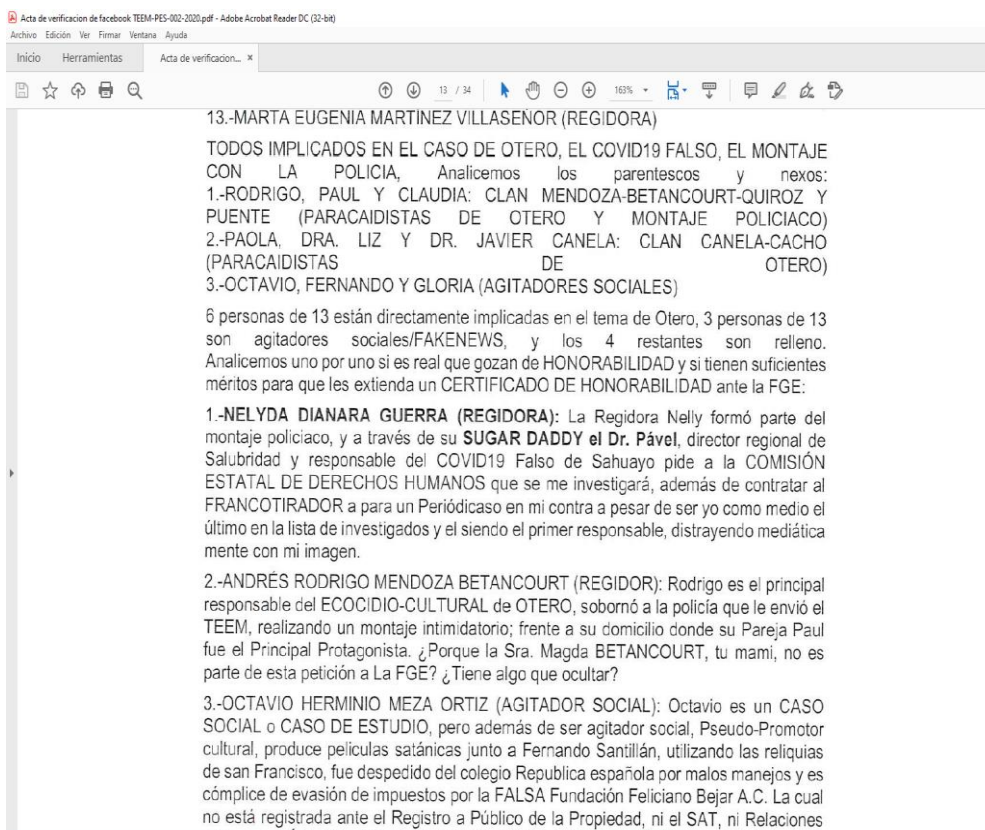 Acta de verificacion de facebook TEEM-PES-002-2020.pdf - Adobe Acrobat Reader DC (32-bit)
Archivo Edición Ver Firmar Ventana Ayuda
Inicio Herramientas Acta de verificacion... ×
13 / 34 163%
13.-MARTA EUGENIA MARTÍNEZ VILLASEÑOR (REGIDORA)
TODOS IMPLICADOS EN EL CASO DE OTERO, EL COVID19 FALSO, EL MONTAJE
CON LA POLICIA, Analicemos los parentescos y nexos:
1.-RODRIGO, PAUL Y CLAUDIA: CLAN MENDOZA-BETANCOURT-QUIROZ Y
PUENTE (PARACAIDISTAS DE OTERO Y MONTAJE POLICIACO)
2.-PAOLA, DRA. LIZ Y DR. JAVIER CANELA: CLAN CANELA-CACHO
(PARACAIDISTAS DE OTERO)
3.-OCTAVIO, FERNANDO Y GLORIA (AGITADORES SOCIALES)
6 personas de 13 están directamente implicadas en el tema de Otero, 3 personas de 13
son agitadores sociales/FAKENEWS, y los 4 restantes son relleno.
Analicemos uno por uno si es real que gozan de HONORABILIDAD y si tienen suficientes
méritos para que les extienda un CERTIFICADO DE HONORABILIDAD ante la FGE:
1.-NELYDA DIANARA GUERRA (REGIDORA): La Regidora Nelly formó parte del
montaje policiaco, y a través de su SUGAR DADDY el Dr. Pável, director regional de
Salubridad y responsable del COVID19 Falso de Sahuayo pide a la COMISIÓN
ESTATAL DE DERECHOS HUMANOS que se me investigará, además de contratar al
FRANCOTIRADOR a para un Periódicaso en mi contra a pesar de ser yo como medio el
último en la lista de investigados y el siendo el primer responsable, distrayendo mediática
mente con mi imagen.
2.-ANDRÉS RODRIGO MENDOZA BETANCOURT (REGIDOR): Rodrigo es el principal
responsable del ECOCIDIO-CULTURAL de OTERO, sobornó a la policía que le envió el
TEEM, realizando un montaje intimidatorio; frente a su domicilio donde su Pareja Paul
fue el Principal Protagonista. ¿Porque la Sra. Magda BETANCOURT, tu mami, no es
parte de esta petición a La FGE? ¿Tiene algo que ocultar?
3.-OCTAVIO HERMINIO MEZA ORTIZ (AGITADOR SOCIAL): Octavio es un CASO
SOCIAL o CASO DE ESTUDIO, pero además de ser agitador social, Pseudo-Promotor
cultural, produce peliculas satánicas junto a Fernando Santillán, utilizando las reliquias
de san Francisco, fue despedido del colegio Republica española por malos manejos y es
cómplice de evasión de impuestos por la FALSA Fundación Feliciano Bejar A.C. La cual
no está registrada ante el Registro a Público de la Propiedad, ni el SAT, ni Relaciones